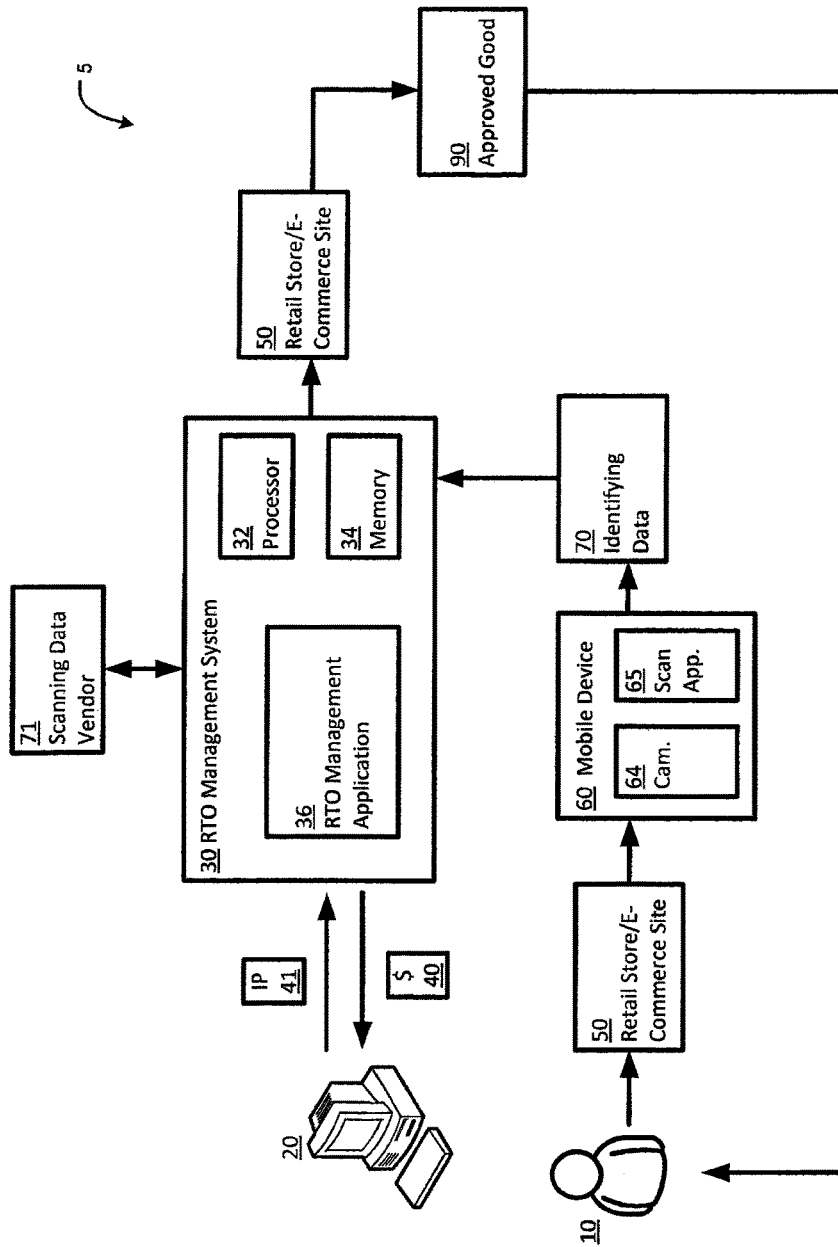 5
71
Scanning Data
Vendor
30 RTO Management System
32
Processor
34
Memory
36
RTO Management
Application
50
Retail Store/E-
Commerce Site
90
Approved Good
IP
41
$
40
20
10
50
Retail Store/E-
Commerce Site
60 Mobile Device
64
Cam.
65
Scan
App.
70
Identifying
Data